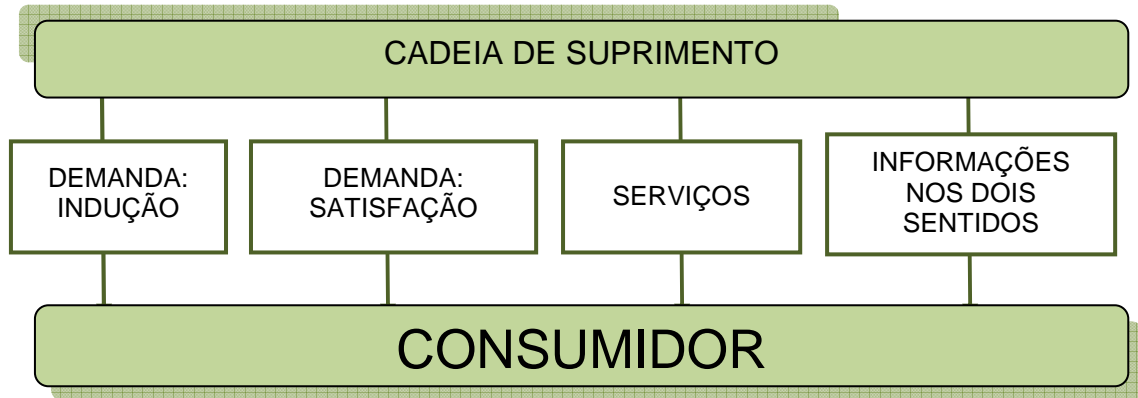 CADEIA DE SUPRIMENTO
DEMANDA:
INDUÇÃO
DEMANDA:
SATISFAÇÃO
SERVIÇOS
INFORMAÇÕES
NOS DOIS
SENTIDOS
CONSUMIDOR